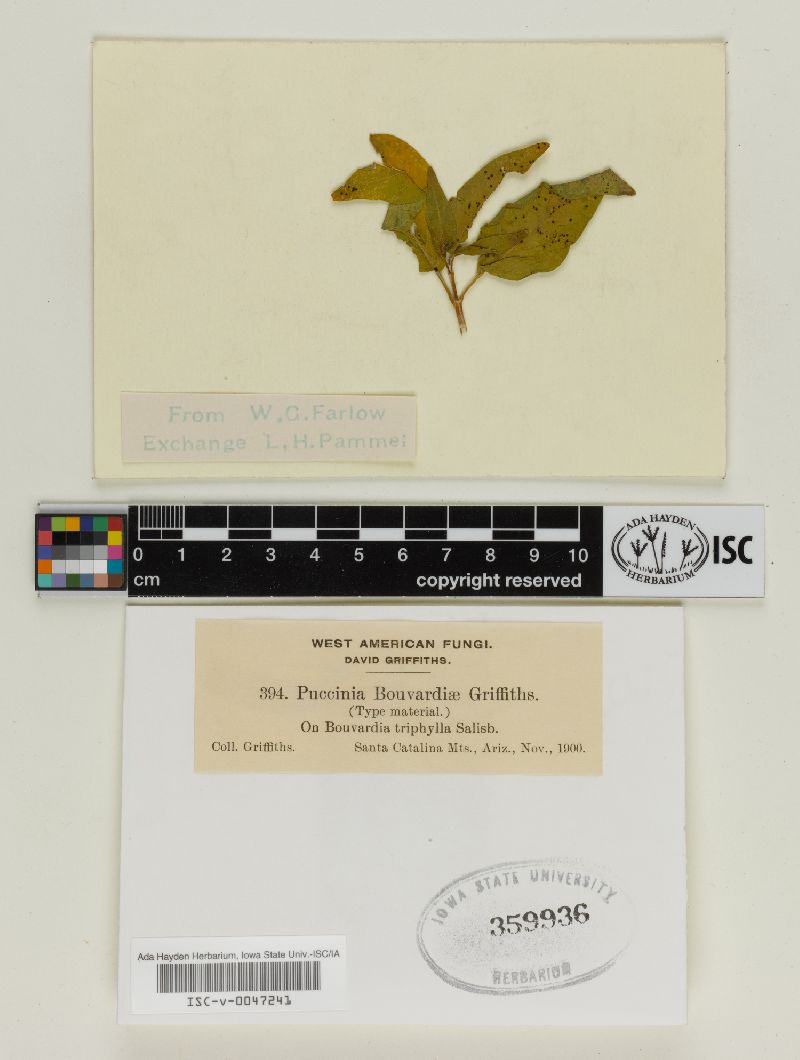 From W.G.Farlow
Exchange L.H.Pammel
0 1 2 3 4 5 6 7 8 9 10
cm copyright reserved
ADA HAYDEN
HERBARIUM
ISC
WEST AMERICAN FUNGI.
DAVID GRIFFITHS.
394. Puccinia Bouvardiæ Griffiths.
(Type material.)
On Bouvardia triphylla Salisb.
Coll. Griffiths. Santa Catalina Mts., Ariz., Nov., 1900.
IOWA STATE UNIVERSITY
359936
HERBARIUM
Ada Hayden Herbarium, Iowa State Univ.-ISC/IA
ISC-v-0047241